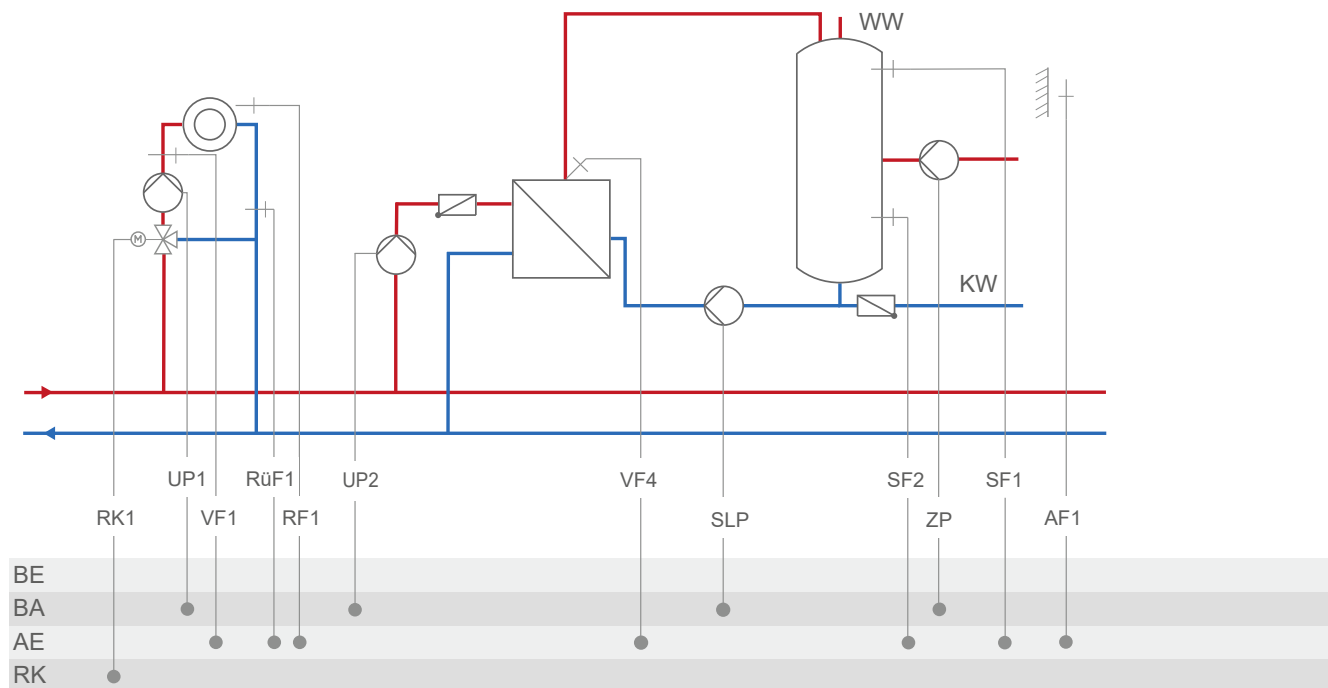 WW
M
KW
UP1 RüF1 UP2 VF4 SF2 SF1
RK1 VF1 RF1 SLP ZP AF1
BE
BA
AE
RK